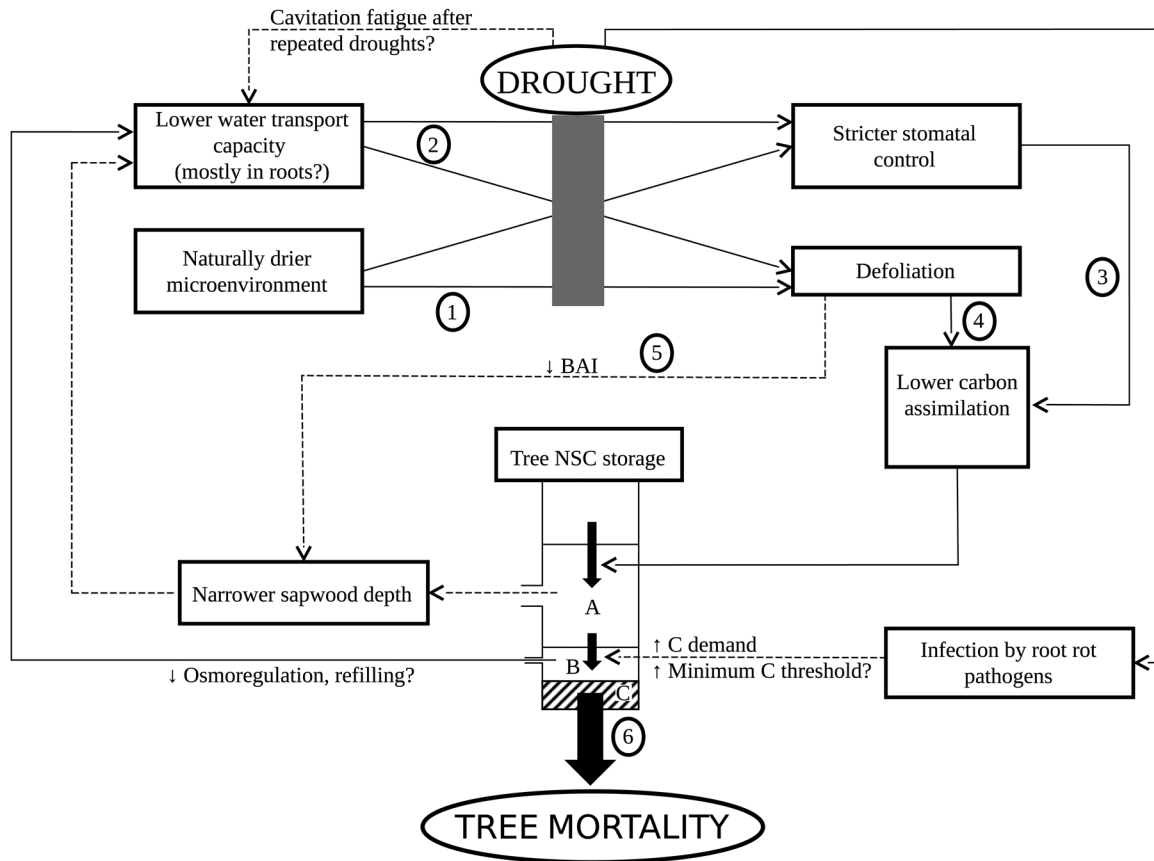 Cavitation fatigue after
repeated droughts?
DROUGHT
Lower water transport
capacity
(mostly in roots?)
2
Stricter stomatal
control
Naturally drier
microenvironment
1
Defoliation
3
4
5
↓ BAI
Lower carbon
assimilation
Tree NSC storage
A
Narrower sapwood depth
↑ C demand
↑ Minimum C threshold?
Infection by root rot
pathogens
B
↓ Osmoregulation, refilling?
C
6
TREE MORTALITY